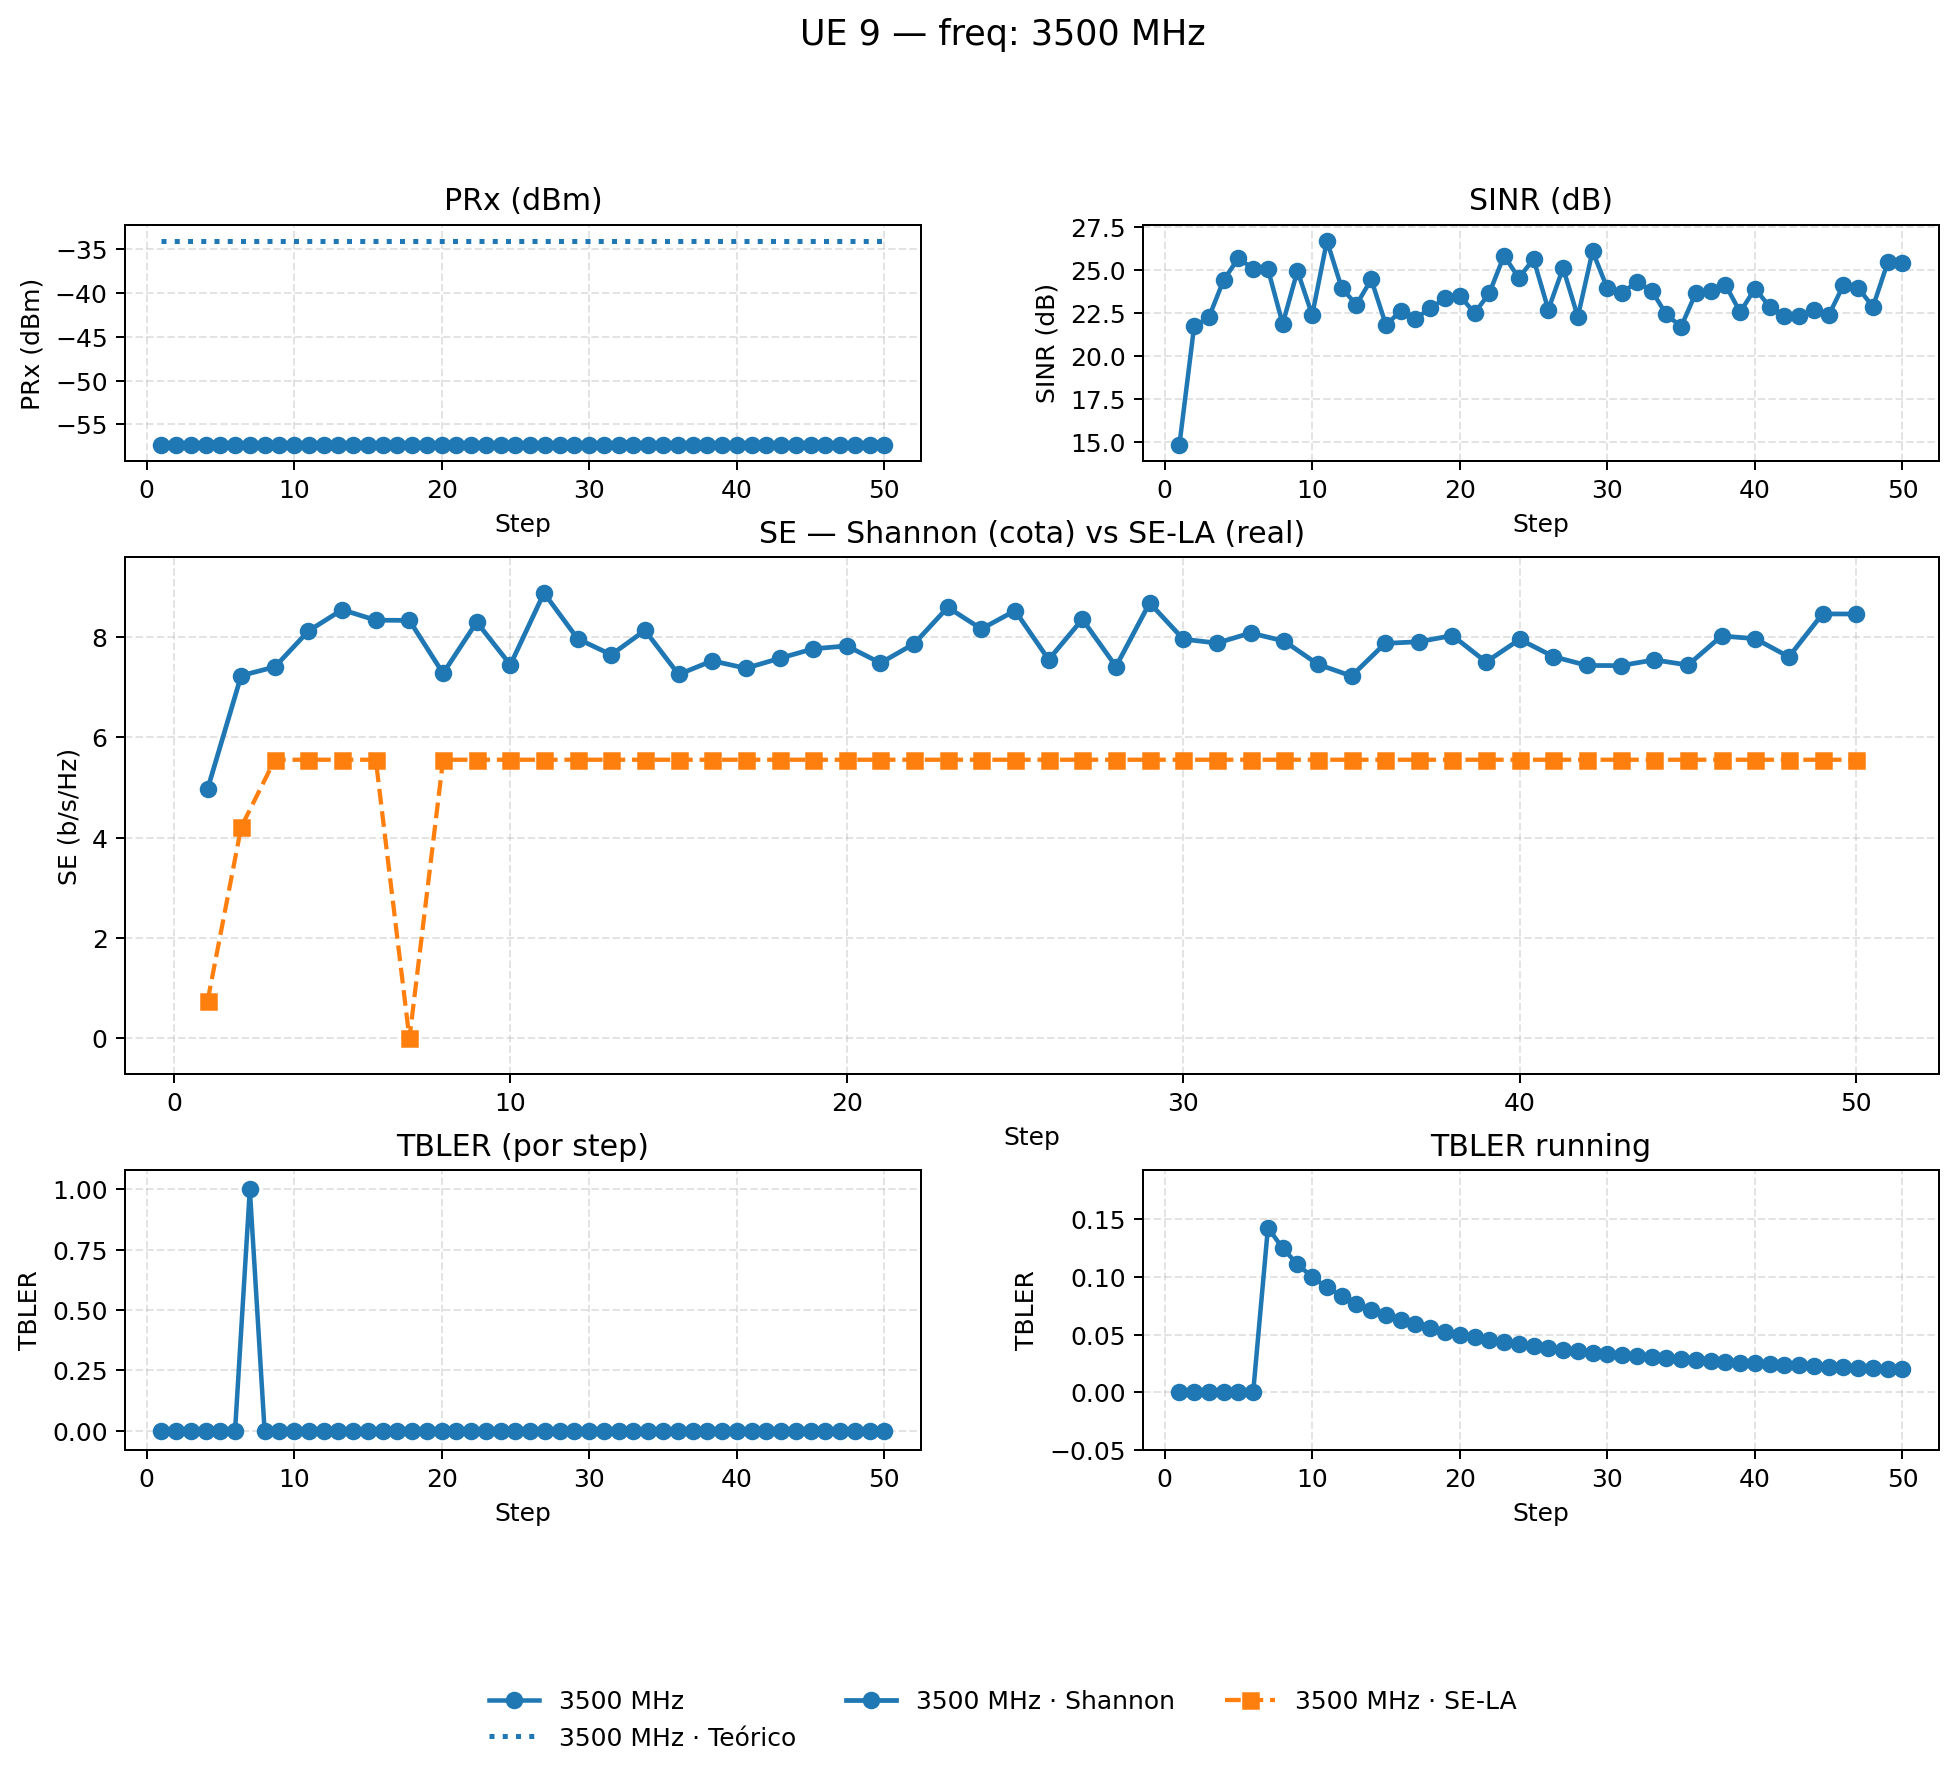 UE 9 — freq: 3500 MHz
PRx (dBm)
PRx (dBm)
−35
−40
−45
−50
−55
0 10 20 30 40 50
Step
SINR (dB)
SINR (dB)
27.5
25.0
22.5
20.0
17.5
15.0
0 10 20 30 40 50
Step
SE — Shannon (cota) vs SE-LA (real)
SE (b/s/Hz)
8
6
4
2
0
0 10 20 30 40 50
Step
TBLER (por step)
TBLER
1.00
0.75
0.50
0.25
0.00
0 10 20 30 40 50
Step
TBLER running
TBLER
0.15
0.10
0.05
0.00
−0.05
0 10 20 30 40 50
Step
3500 MHz
3500 MHz · Teórico
3500 MHz · Shannon
3500 MHz · SE-LA